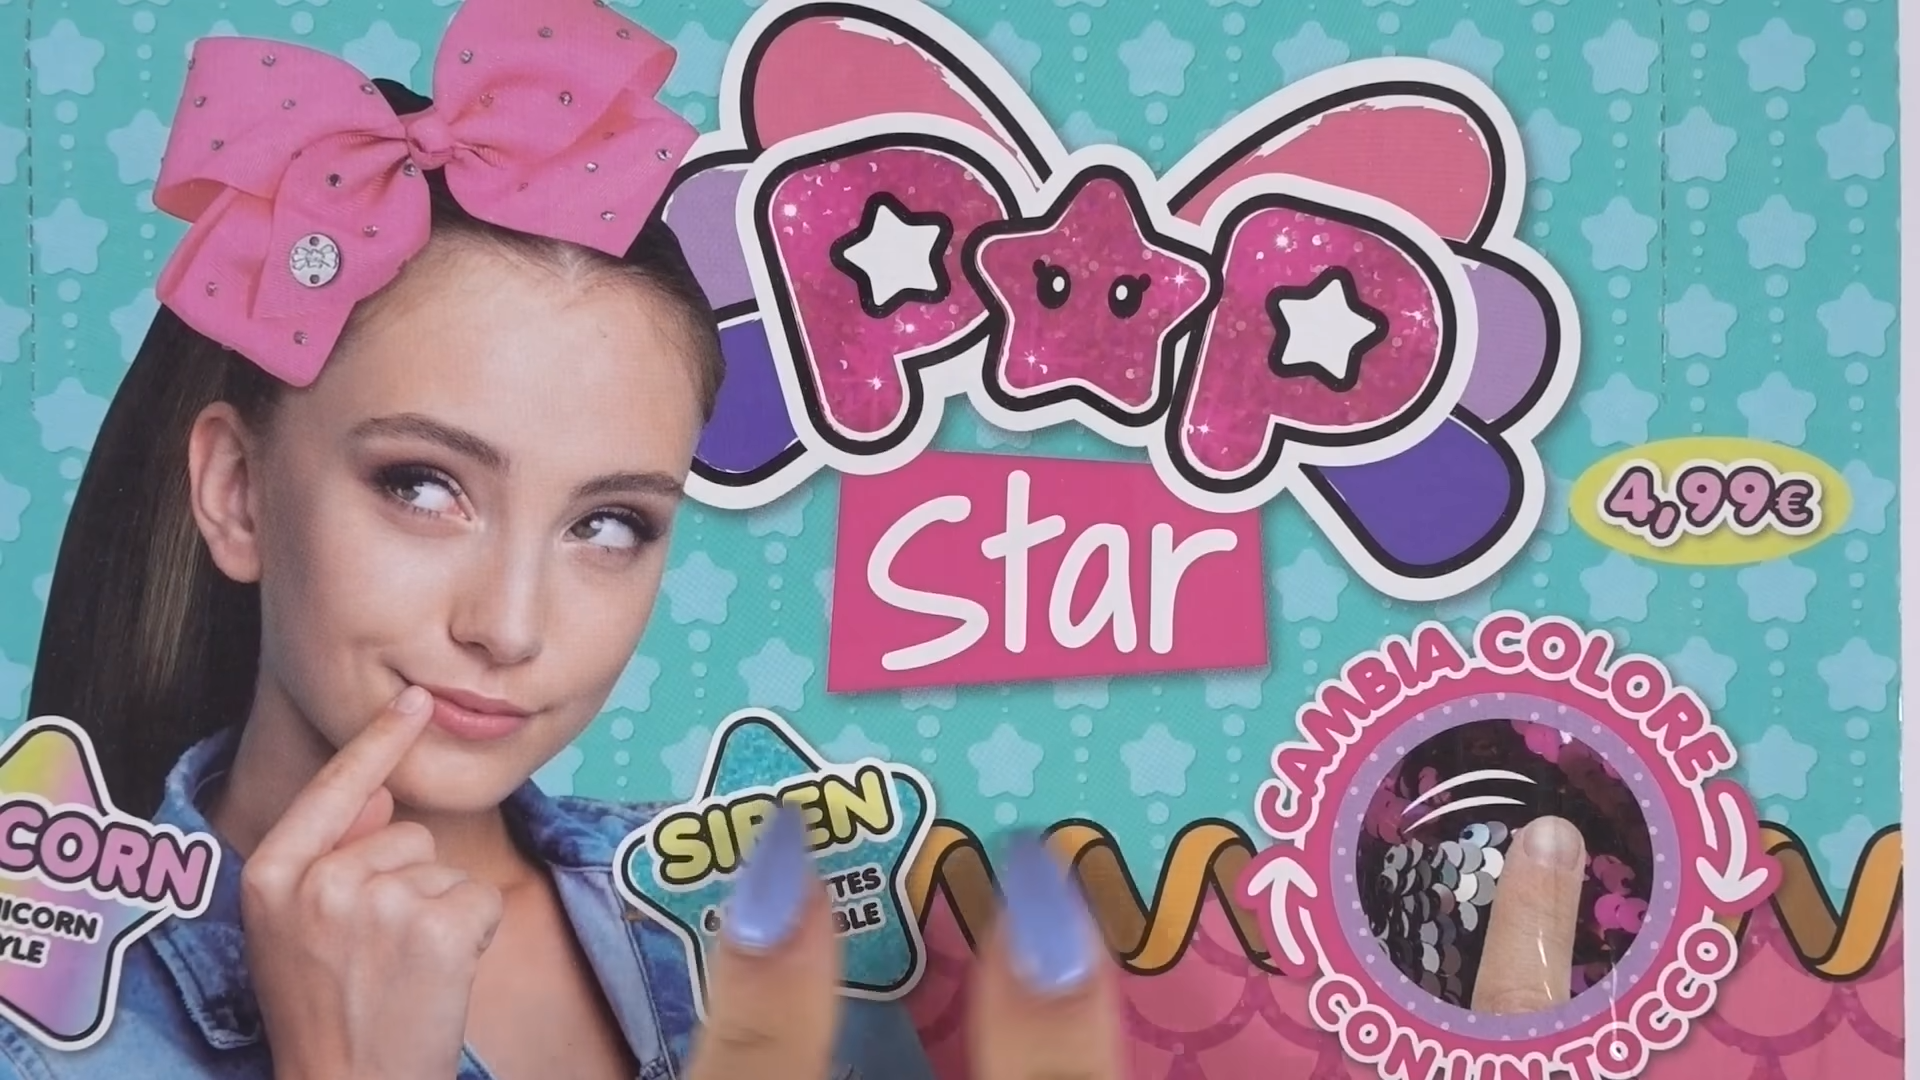 POP
Star
4,99€
CAMBIA COLORE
CON UN TOCCO
SIREN
CORN